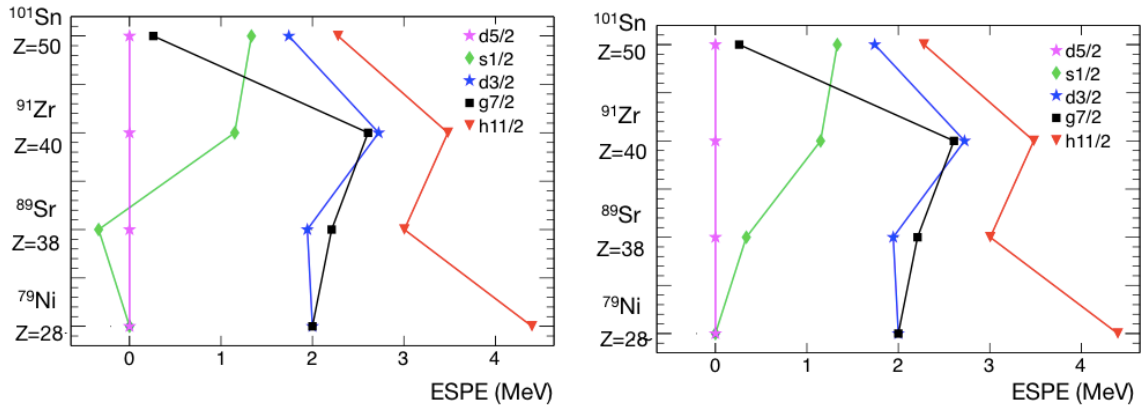 ¹⁰¹Sn
Z=50
⁹¹Zr
Z=40
⁸⁹Sr
Z=38
⁷⁹Ni
Z=28
d5/2
s1/2
d3/2
g7/2
h11/2
0 1 2 3 4
ESPE (MeV)
¹⁰¹Sn
Z=50
⁹¹Zr
Z=40
⁸⁹Sr
Z=38
⁷⁹Ni
Z=28
d5/2
s1/2
d3/2
g7/2
h11/2
0 1 2 3 4
ESPE (MeV)